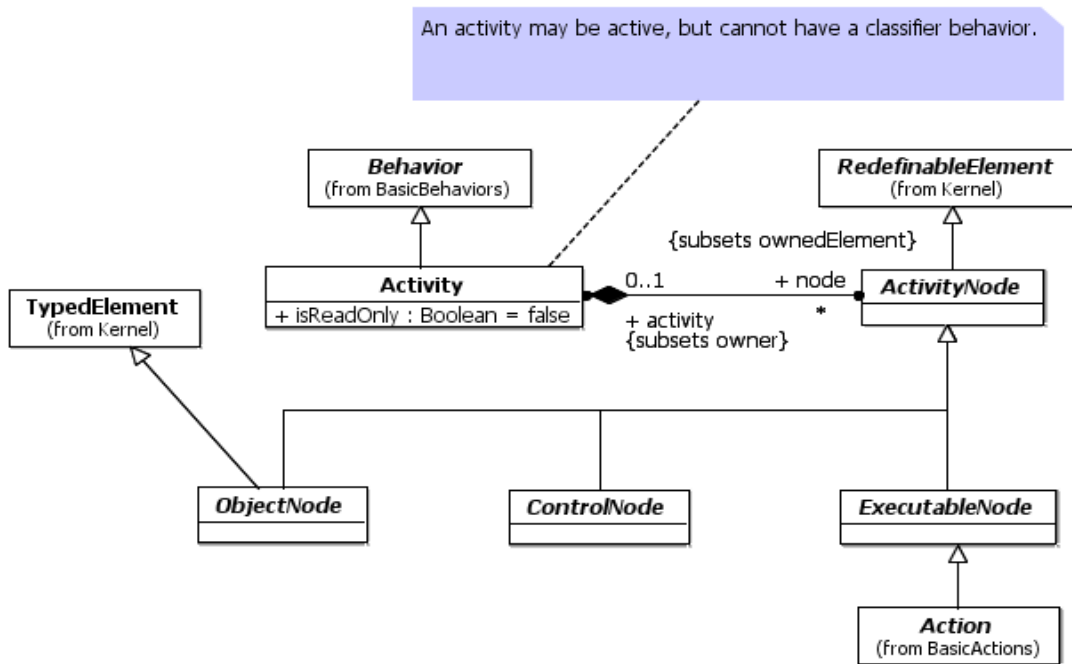 An activity may be active, but cannot have a classifier behavior.
Behavior
(from BasicBehaviors)
RedefinableElement
(from Kernel)
{subsets ownedElement}
Activity
+ isReadOnly : Boolean = false
0..1
+ node
ActivityNode
*
+ activity
{subsets owner}
TypedElement
(from Kernel)
ObjectNode
ControlNode
ExecutableNode
Action
(from BasicActions)